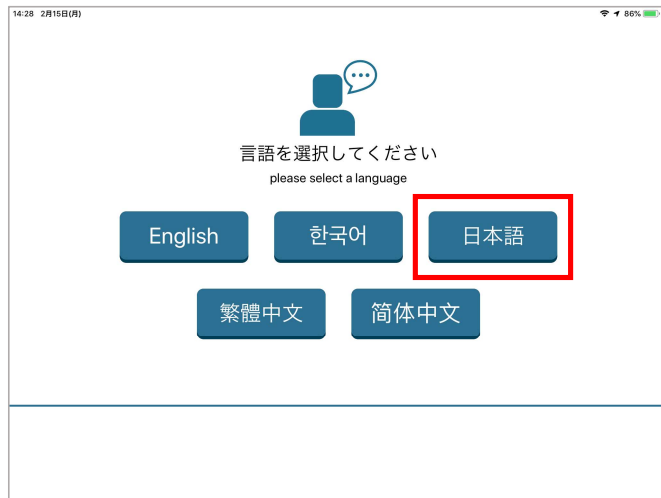 14:28 2月15日(月) 86%
言語を選択してください
please select a language
English 한국어 日本語
繁體中文 简体中文